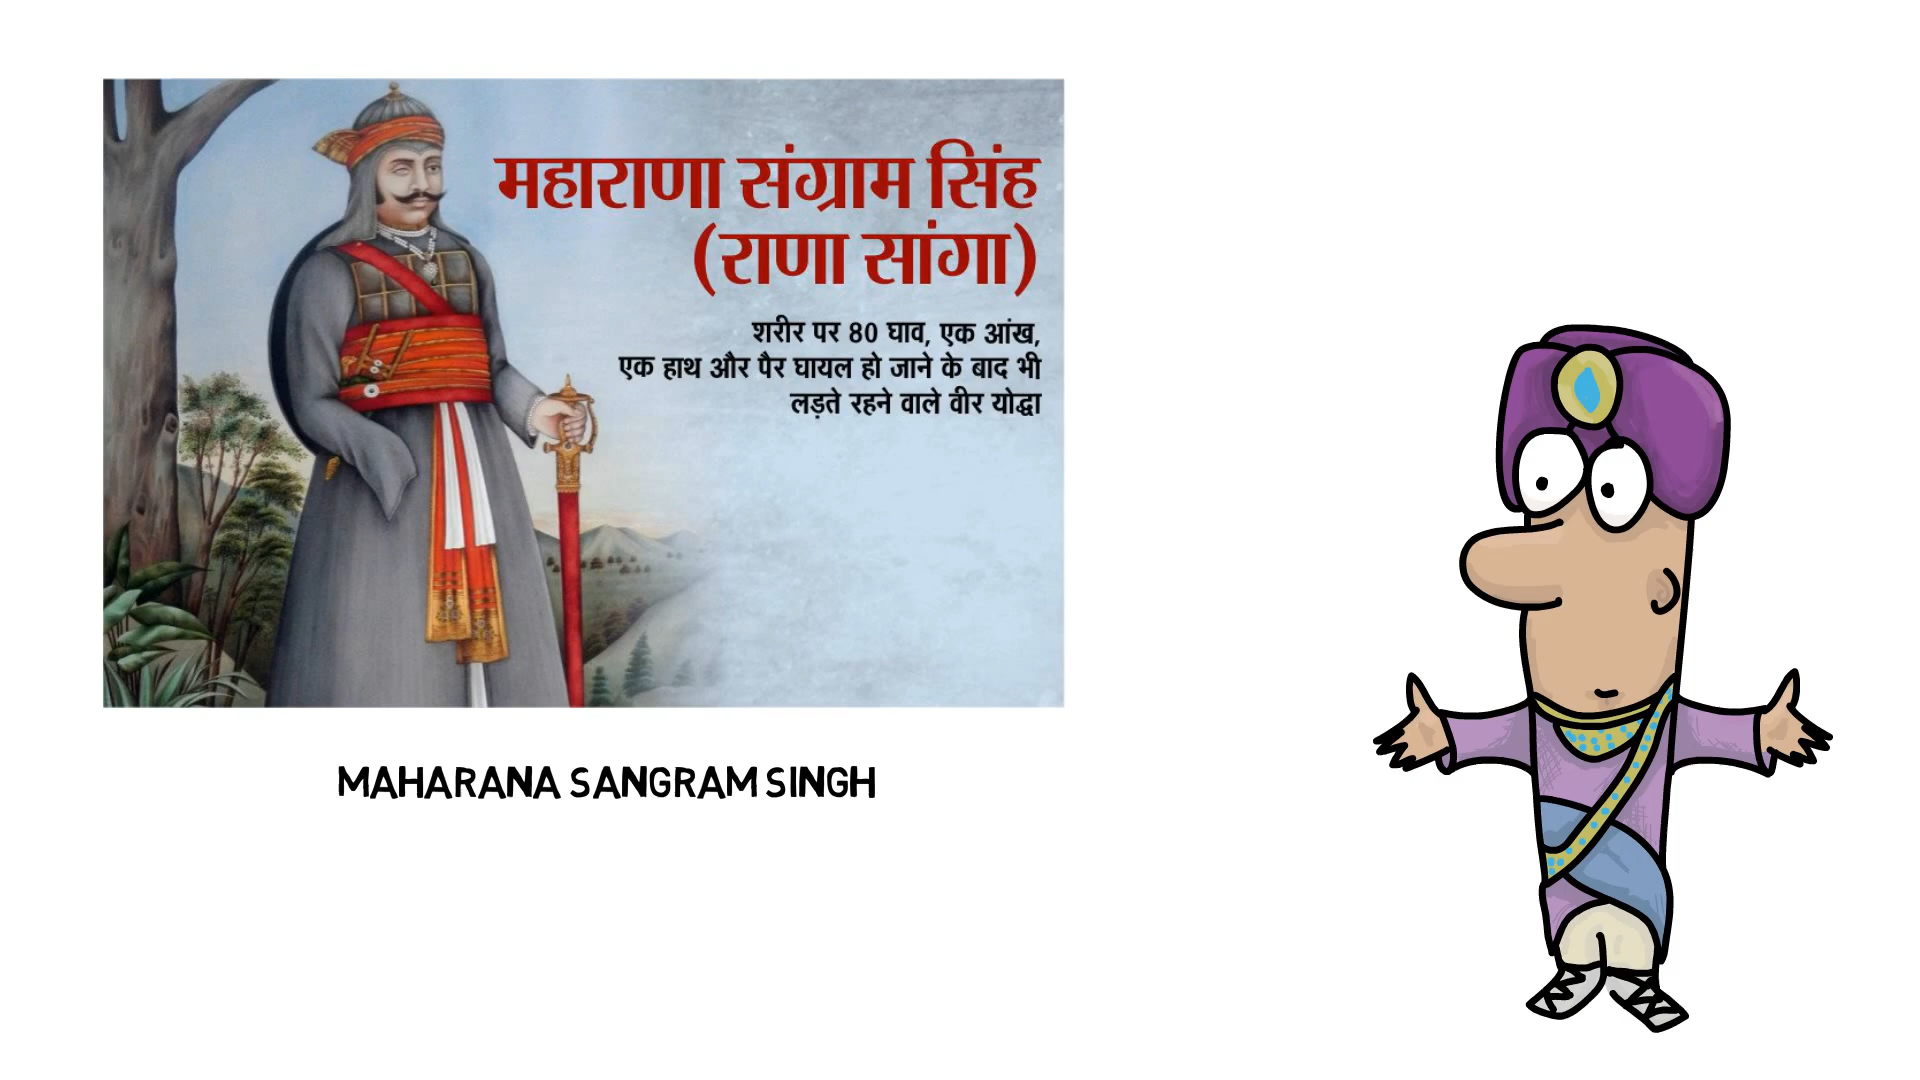 महाराणा संग्राम सिंह
(राणा सांगा)
शरीर पर 80 घाव, एक आंख,
एक हाथ और पैर घायल हो जाने के बाद भी
लड़ते रहने वाले वीर योद्धा
MAHARANA SANGRAM SINGH